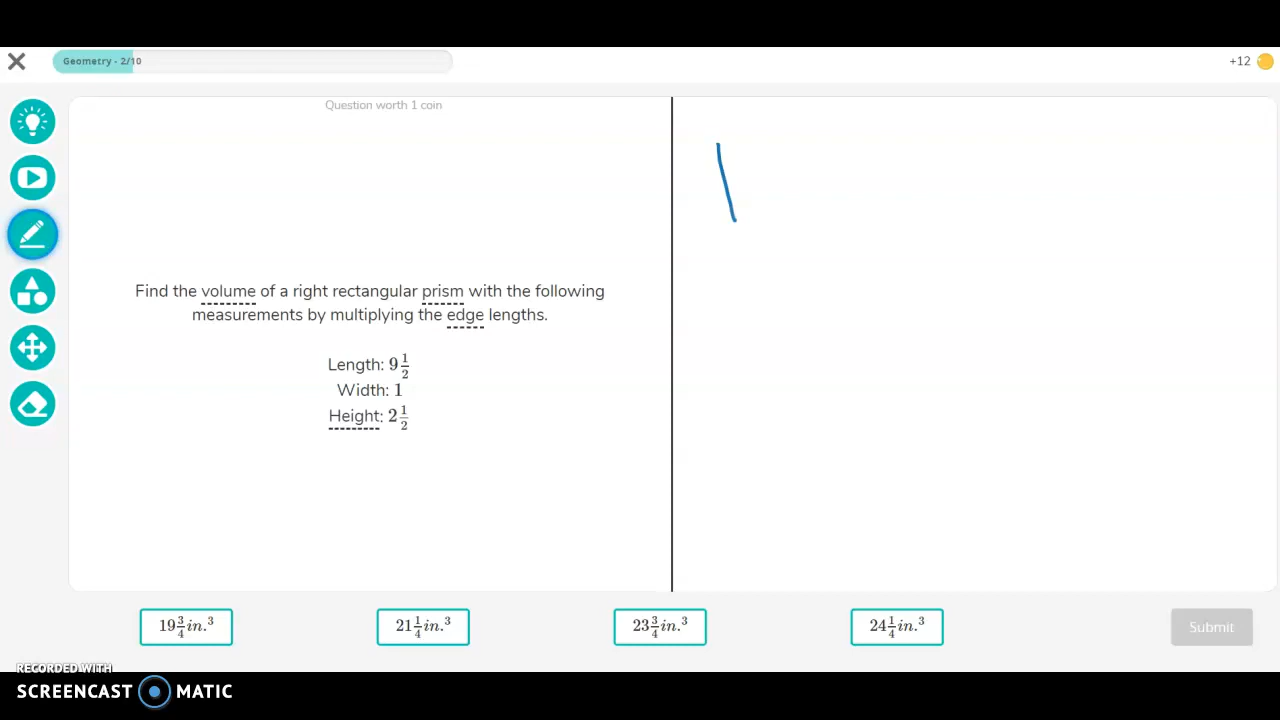 Geometry - 2/10
+12
Question worth 1 coin
Find the volume of a right rectangular prism with the following
measurements by multiplying the edge lengths.
Length: 9 1/2
Width: 1
Height: 2 1/2
19 3/4 in.³
21 1/4 in.³
23 3/4 in.³
24 1/4 in.³
Submit
RECORDED WITH
SCREENCAST MATIC